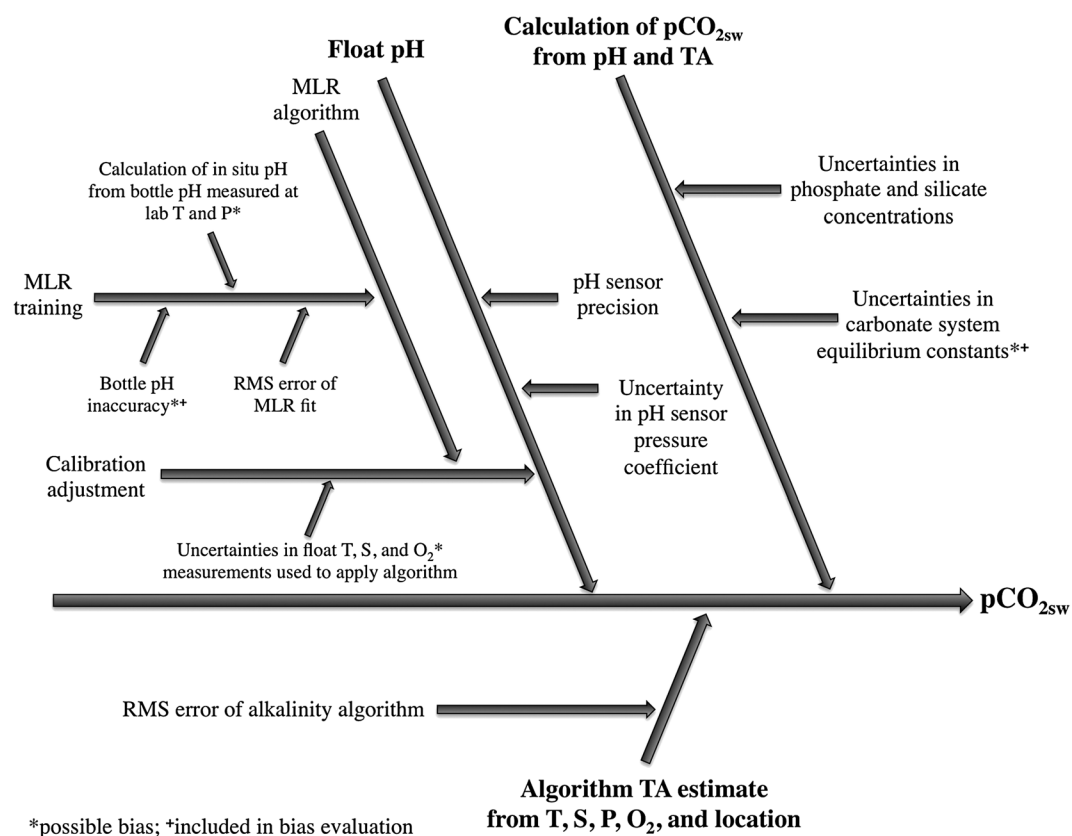 Calculation of pCO₂sw
from pH and TA
Float pH
MLR
algorithm
Calculation of in situ pH
from bottle pH measured at
lab T and P*
Uncertainties in
phosphate and silicate
concentrations
MLR
training
pH sensor
precision
Uncertainties in
carbonate system
equilibrium constants*⁺
Bottle pH
inaccuracy*⁺
RMS error of
MLR fit
Uncertainty
in pH sensor
pressure
coefficient
Calibration
adjustment
Uncertainties in float T, S, and O₂*
measurements used to apply algorithm
pCO₂sw
RMS error of alkalinity algorithm
Algorithm TA estimate
from T, S, P, O₂, and location
*possible bias; ⁺included in bias evaluation